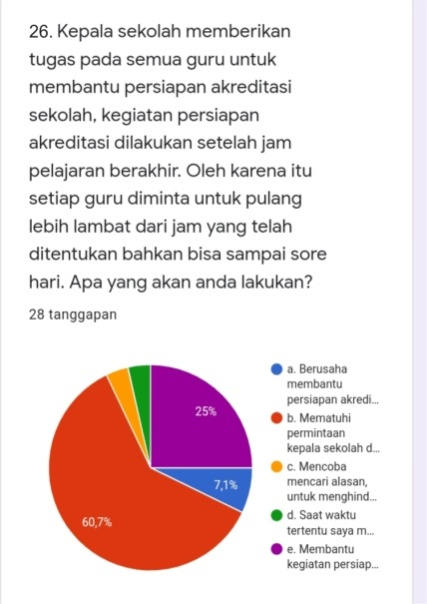 26. Kepala sekolah memberikan
tugas pada semua guru untuk
membantu persiapan akreditasi
sekolah, kegiatan persiapan
akreditasi dilakukan setelah jam
pelajaran berakhir. Oleh karena itu
setiap guru diminta untuk pulang
lebih lambat dari jam yang telah
ditentukan bahkan bisa sampai sore
hari. Apa yang akan anda lakukan?
28 tanggapan
25%
7,1%
60,7%
a. Berusaha
membantu
persiapan akredi...
b. Mematuhi
permintaan
kepala sekolah d...
c. Mencoba
mencari alasan,
untuk menghind...
d. Saat waktu
tertentu saya m...
e. Membantu
kegiatan persiap...